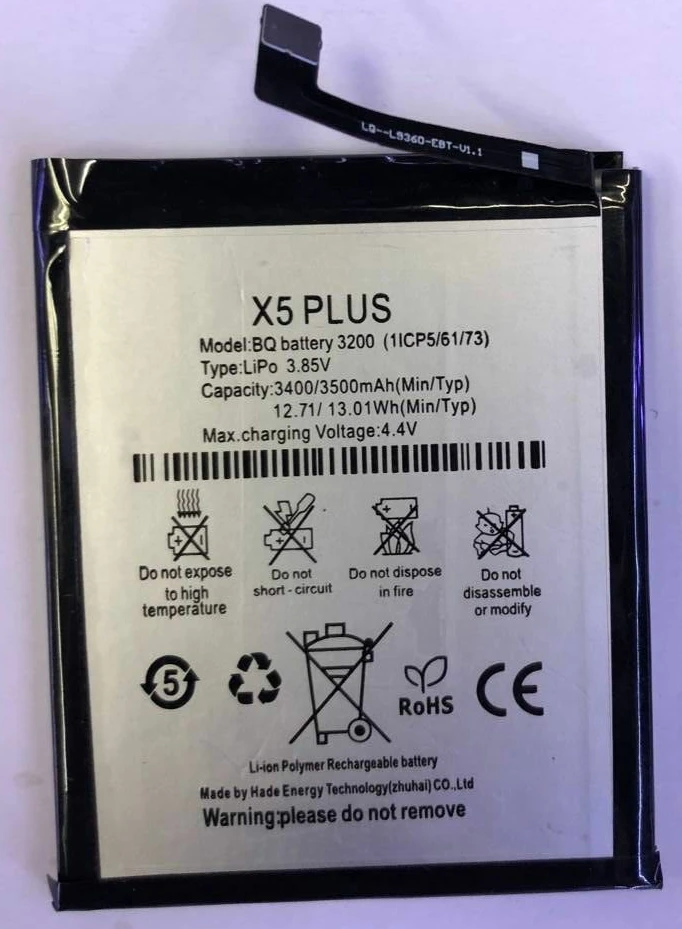 LQ--L9360-EBT-V1.1
X5 PLUS
Model:BQ battery 3200 (1ICP5/61/73)
Type:LiPo 3.85V
Capacity:3400/3500mAh(Min/Typ)
12.71/ 13.01Wh(Min/Typ)
Max.charging Voltage:4.4V
Do not expose
to high
temperature
Do not
short-circuit
Do not dispose
in fire
Do not
disassemble
or modify
5
RoHS
CE
Li-ion Polymer Rechargeable battery
Made by Hade Energy Technology(zhuhai) CO.,Ltd
Warning:please do not remove